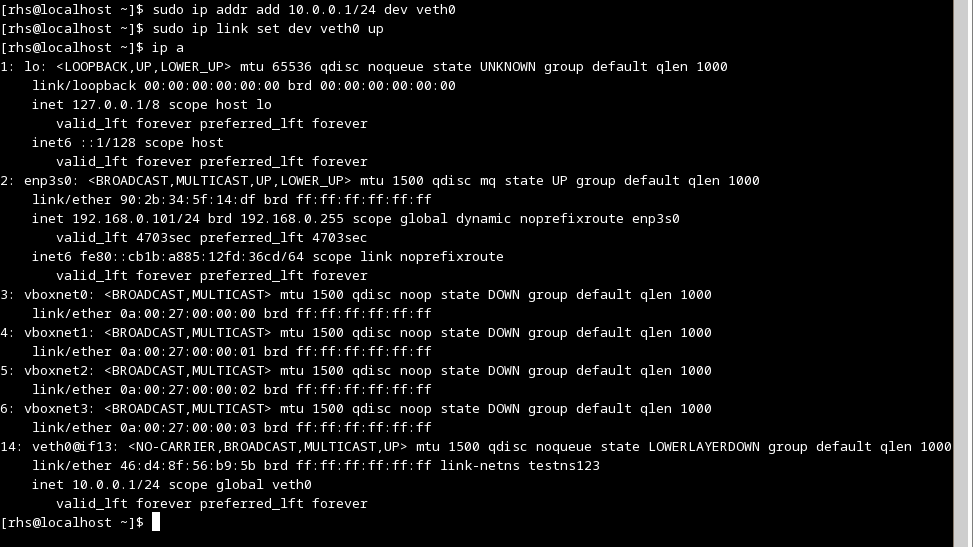 [rhs@localhost ~]$ sudo ip addr add 10.0.0.1/24 dev veth0
[rhs@localhost ~]$ sudo ip link set dev veth0 up
[rhs@localhost ~]$ ip a
1: lo: <LOOPBACK,UP,LOWER_UP> mtu 65536 qdisc noqueue state UNKNOWN group default qlen 1000
    link/loopback 00:00:00:00:00:00 brd 00:00:00:00:00:00
    inet 127.0.0.1/8 scope host lo
       valid_lft forever preferred_lft forever
    inet6 ::1/128 scope host
       valid_lft forever preferred_lft forever
2: enp3s0: <BROADCAST,MULTICAST,UP,LOWER_UP> mtu 1500 qdisc mq state UP group default qlen 1000
    link/ether 90:2b:34:5f:14:df brd ff:ff:ff:ff:ff:ff
    inet 192.168.0.101/24 brd 192.168.0.255 scope global dynamic noprefixroute enp3s0
       valid_lft 4703sec preferred_lft 4703sec
    inet6 fe80::cb1b:a885:12fd:36cd/64 scope link noprefixroute
       valid_lft forever preferred_lft forever
3: vboxnet0: <BROADCAST,MULTICAST> mtu 1500 qdisc noop state DOWN group default qlen 1000
    link/ether 0a:00:27:00:00:00 brd ff:ff:ff:ff:ff:ff
4: vboxnet1: <BROADCAST,MULTICAST> mtu 1500 qdisc noop state DOWN group default qlen 1000
    link/ether 0a:00:27:00:00:01 brd ff:ff:ff:ff:ff:ff
5: vboxnet2: <BROADCAST,MULTICAST> mtu 1500 qdisc noop state DOWN group default qlen 1000
    link/ether 0a:00:27:00:00:02 brd ff:ff:ff:ff:ff:ff
6: vboxnet3: <BROADCAST,MULTICAST> mtu 1500 qdisc noop state DOWN group default qlen 1000
    link/ether 0a:00:27:00:00:03 brd ff:ff:ff:ff:ff:ff
14: veth0@if13: <NO-CARRIER,BROADCAST,MULTICAST,UP> mtu 1500 qdisc noqueue state LOWERLAYERDOWN group default qlen 1000
    link/ether 46:d4:8f:56:b9:5b brd ff:ff:ff:ff:ff:ff link-netns testns123
    inet 10.0.0.1/24 scope global veth0
       valid_lft forever preferred_lft forever
[rhs@localhost ~]$